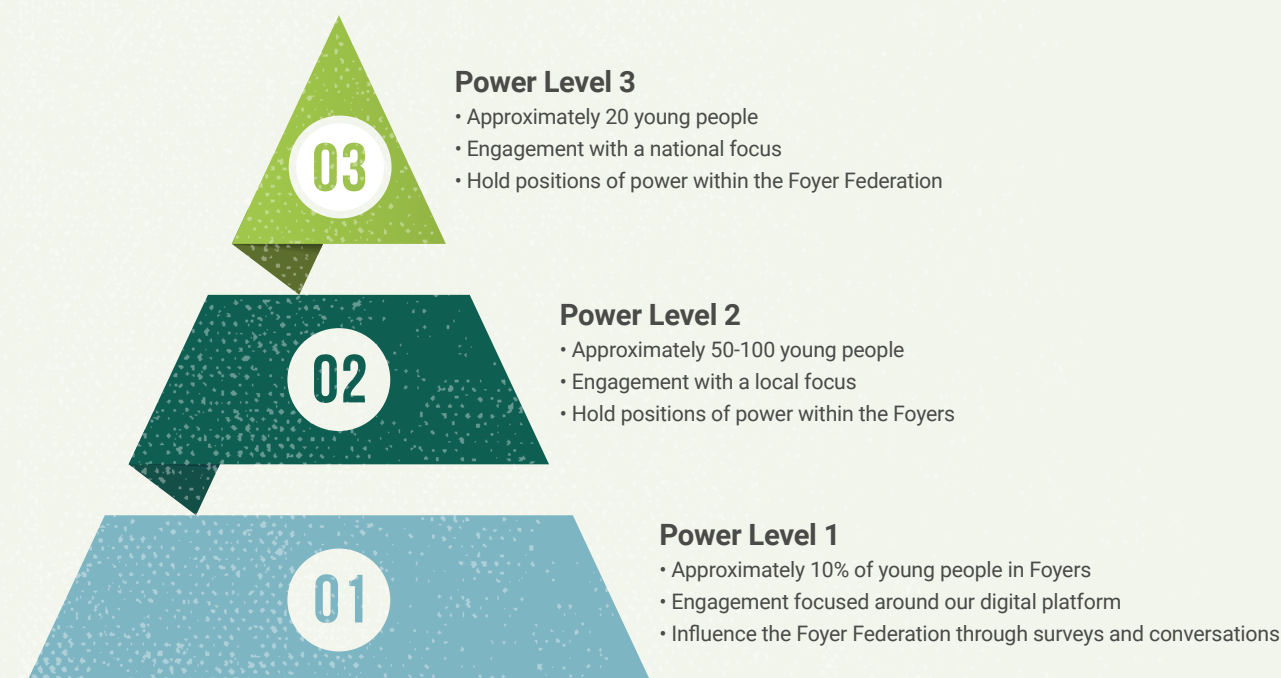 03
Power Level 3
• Approximately 20 young people
• Engagement with a national focus
• Hold positions of power within the Foyer Federation
02
Power Level 2
• Approximately 50-100 young people
• Engagement with a local focus
• Hold positions of power within the Foyers
01
Power Level 1
• Approximately 10% of young people in Foyers
• Engagement focused around our digital platform
• Influence the Foyer Federation through surveys and conversations